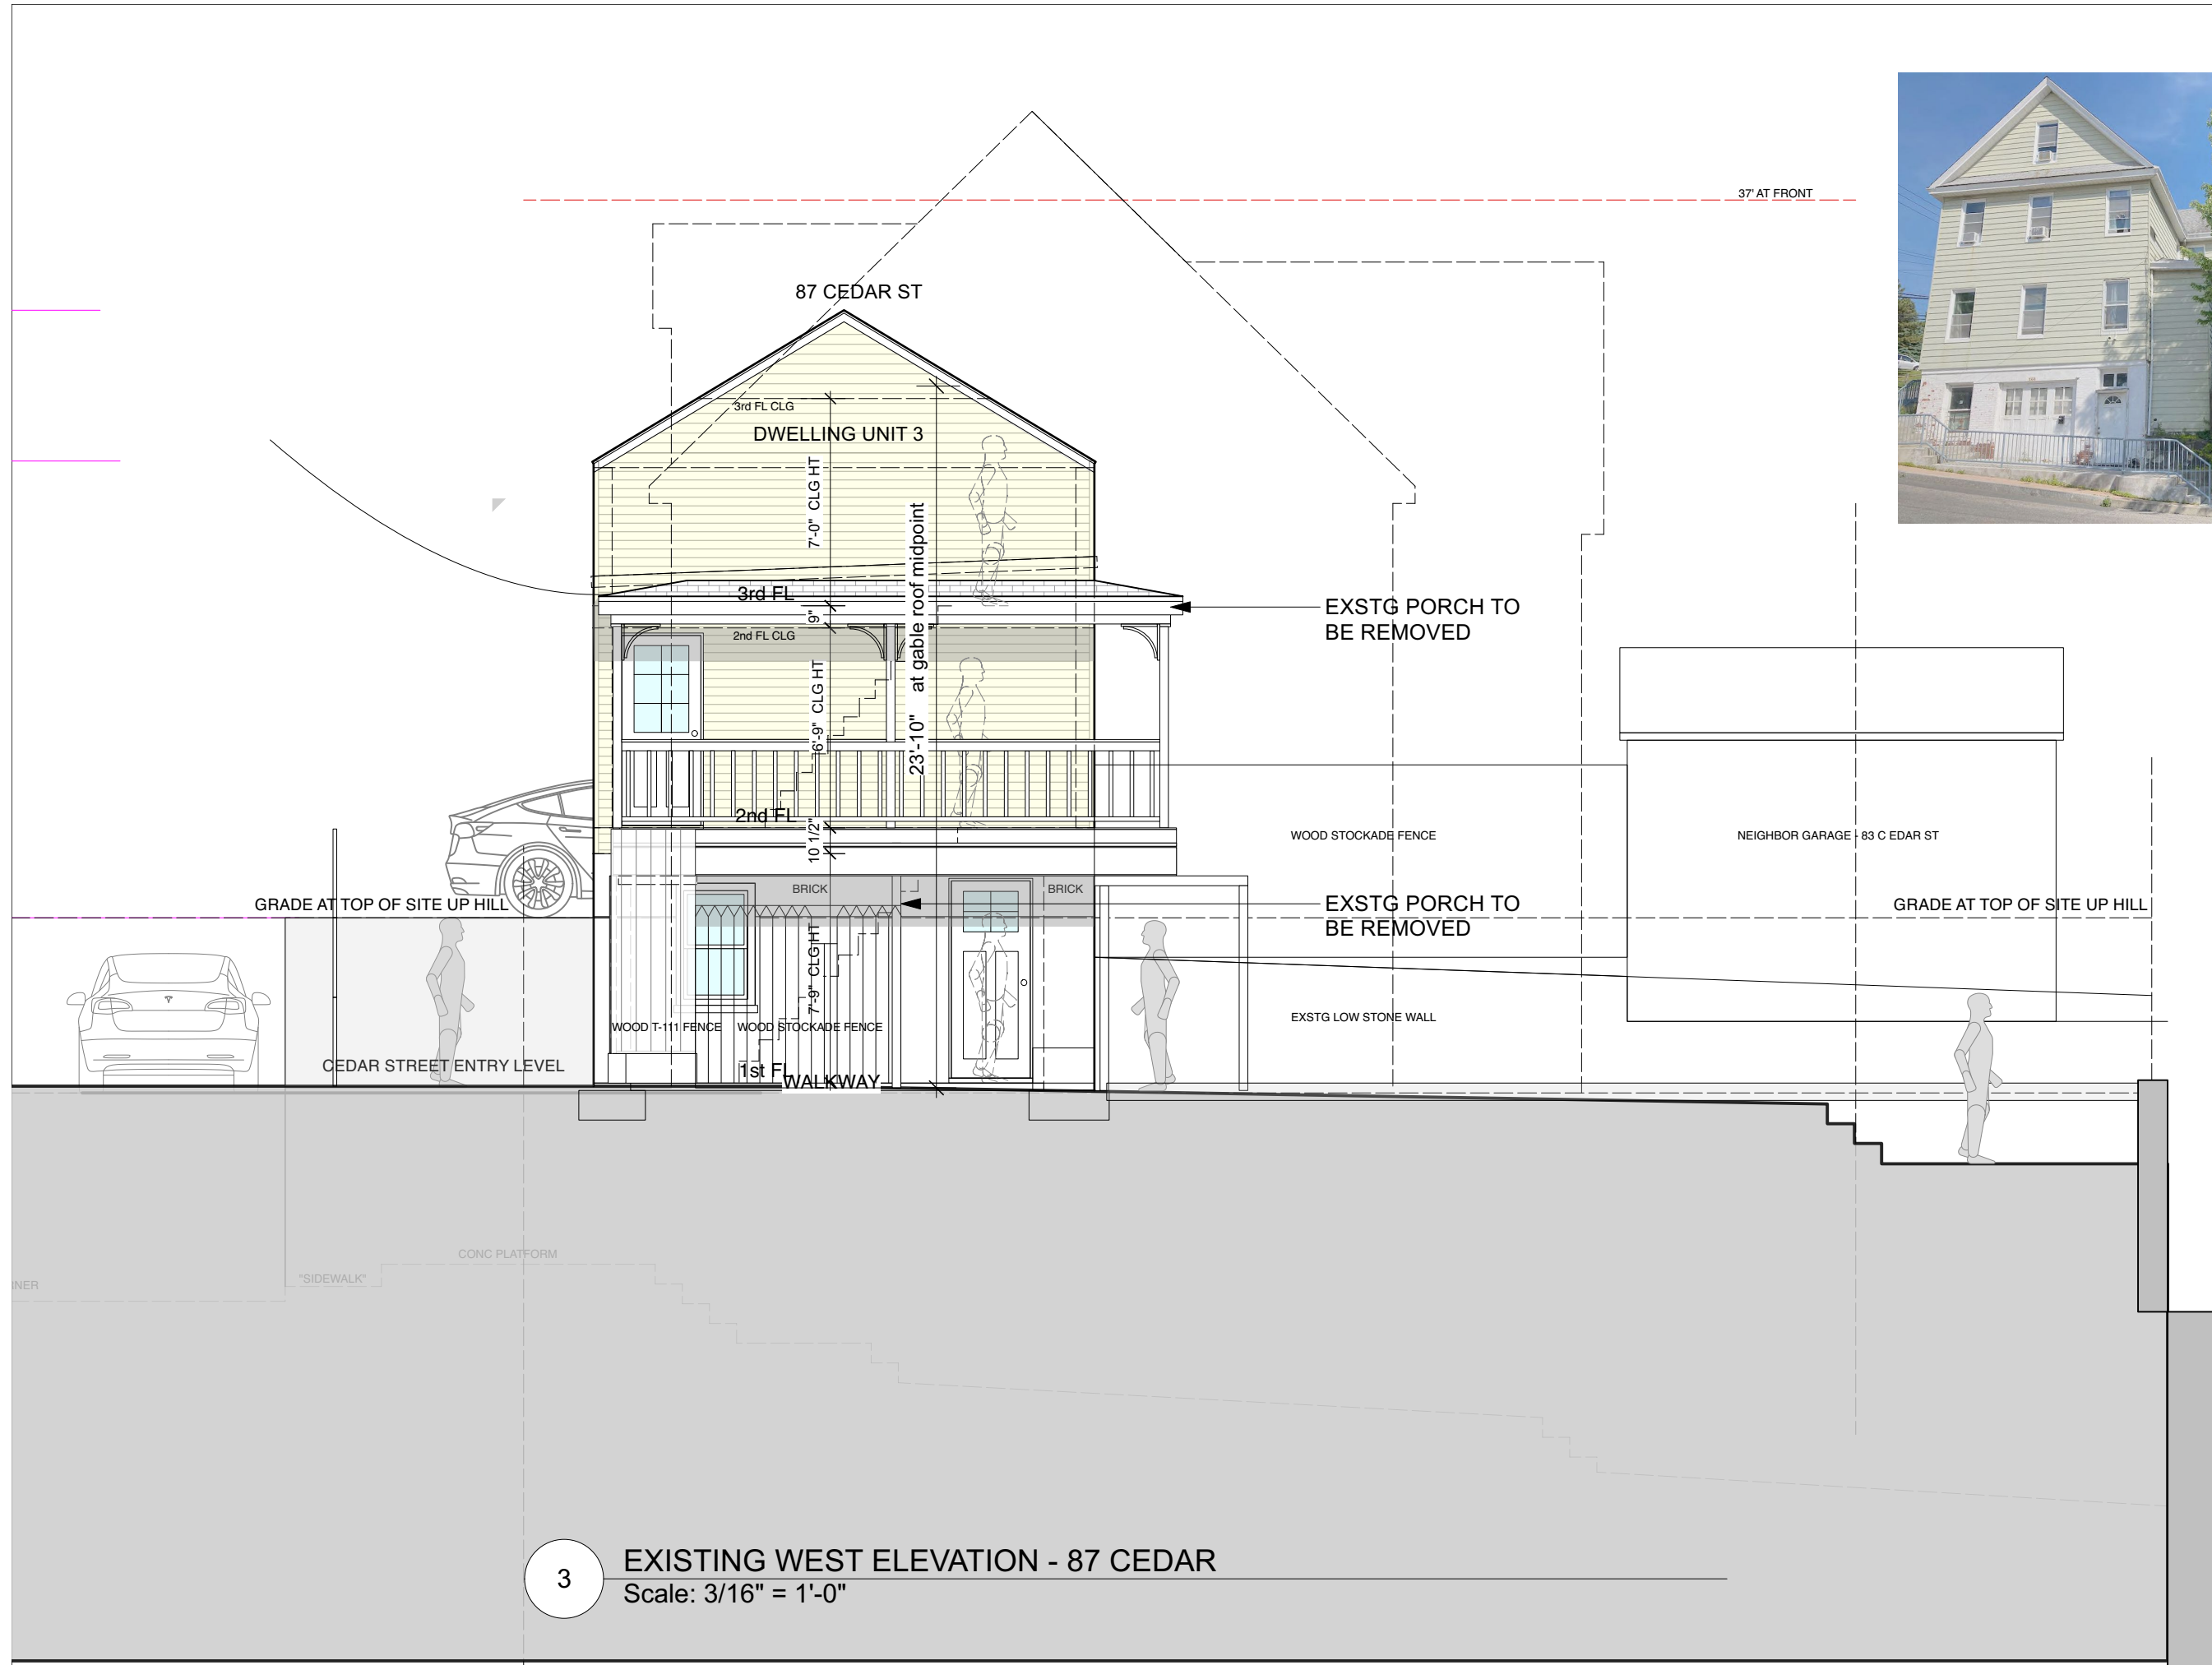 37' AT FRONT
87 CEDAR ST
3rd FL CLG
DWELLING UNIT 3
7'-0" CLG HT
at gable roof midpoint
23'-10"
3rd FL
9"
2nd FL CLG
EXSTG PORCH TO
BE REMOVED
6'-9" CLG HT
2nd FL
10 1/2"
WOOD STOCKADE FENCE
NEIGHBOR GARAGE - 83 C EDAR ST
BRICK
BRICK
GRADE AT TOP OF SITE UP HILL
EXSTG PORCH TO
BE REMOVED
GRADE AT TOP OF SITE UP HILL
7'-9" CLG HT
WOOD T-111 FENCE
WOOD STOCKADE FENCE
EXSTG LOW STONE WALL
CEDAR STREET ENTRY LEVEL
1st FL
WALKWAY
CONC PLATFORM
"SIDEWALK"
INER
3
EXISTING WEST ELEVATION - 87 CEDAR
Scale: 3/16" = 1'-0"